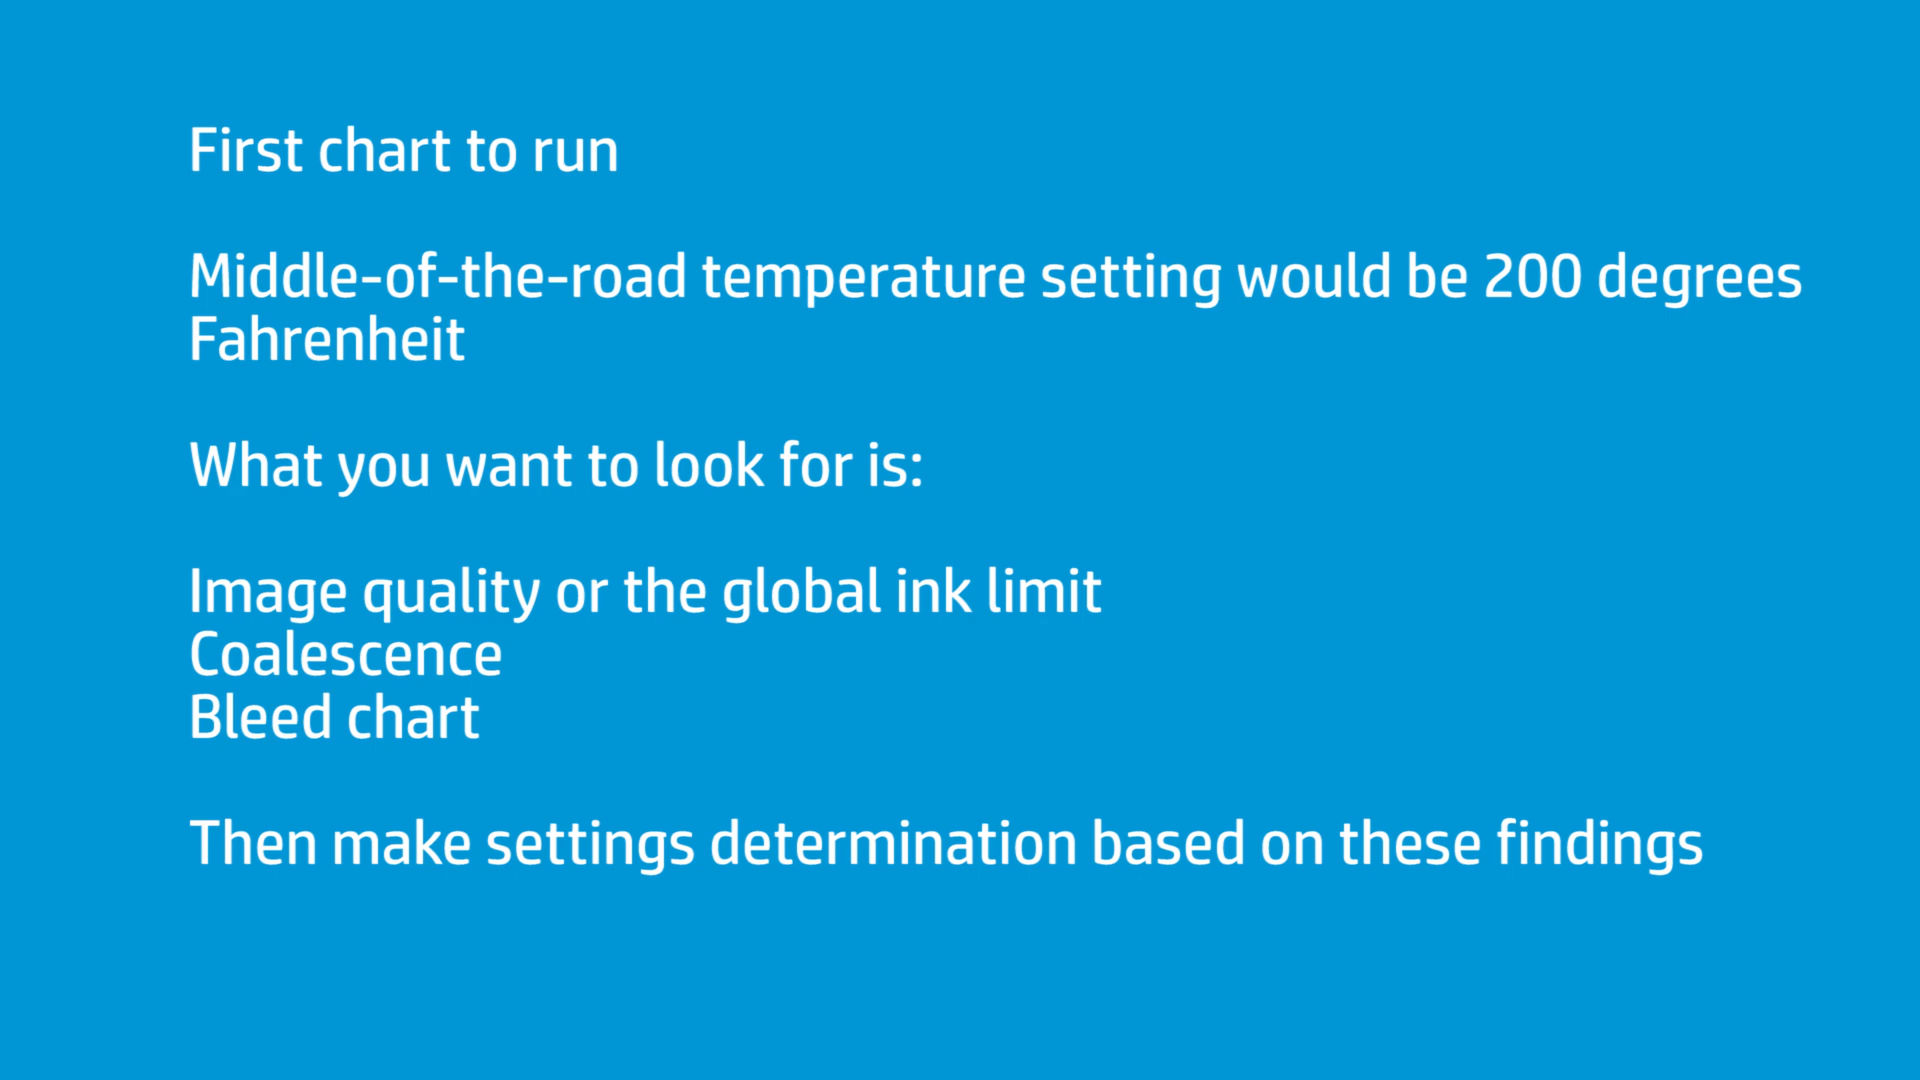 First chart to run
Middle-of-the-road temperature setting would be 200 degrees
Fahrenheit
What you want to look for is:
Image quality or the global ink limit
Coalescence
Bleed chart
Then make settings determination based on these findings